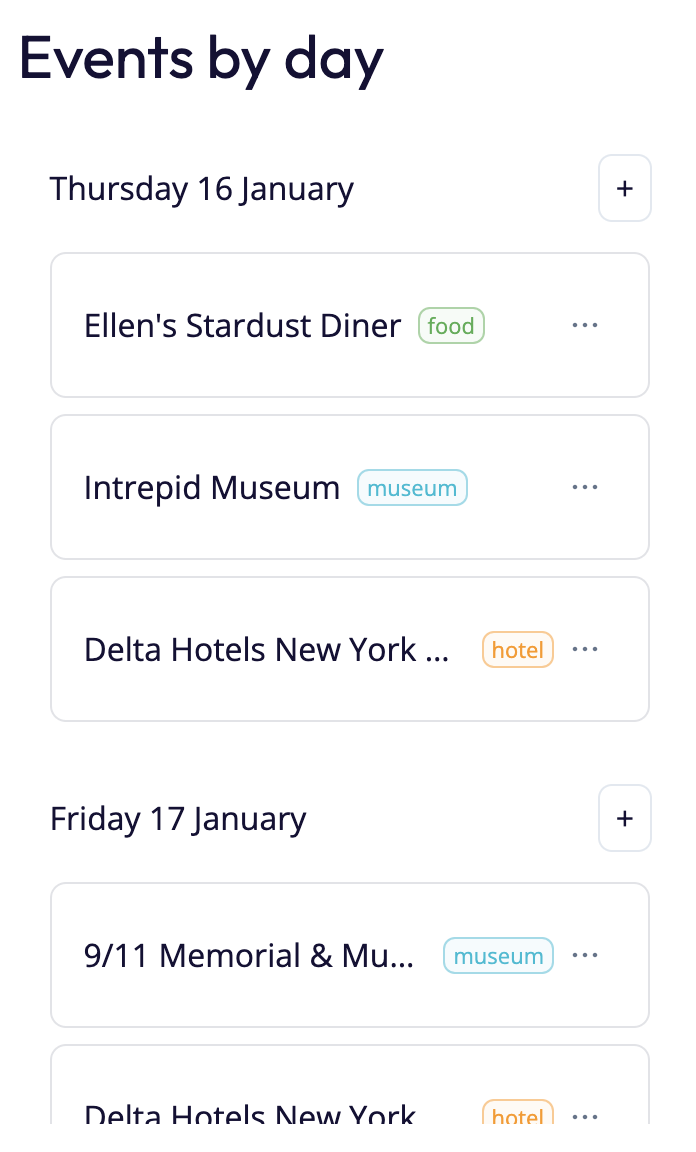 Events by day
Thursday 16 January
+
Ellen's Stardust Diner food ...
Intrepid Museum museum ...
Delta Hotels New York ... hotel ...
Friday 17 January
+
9/11 Memorial & Mu... museum ...
Delta Hotels New York hotel ...